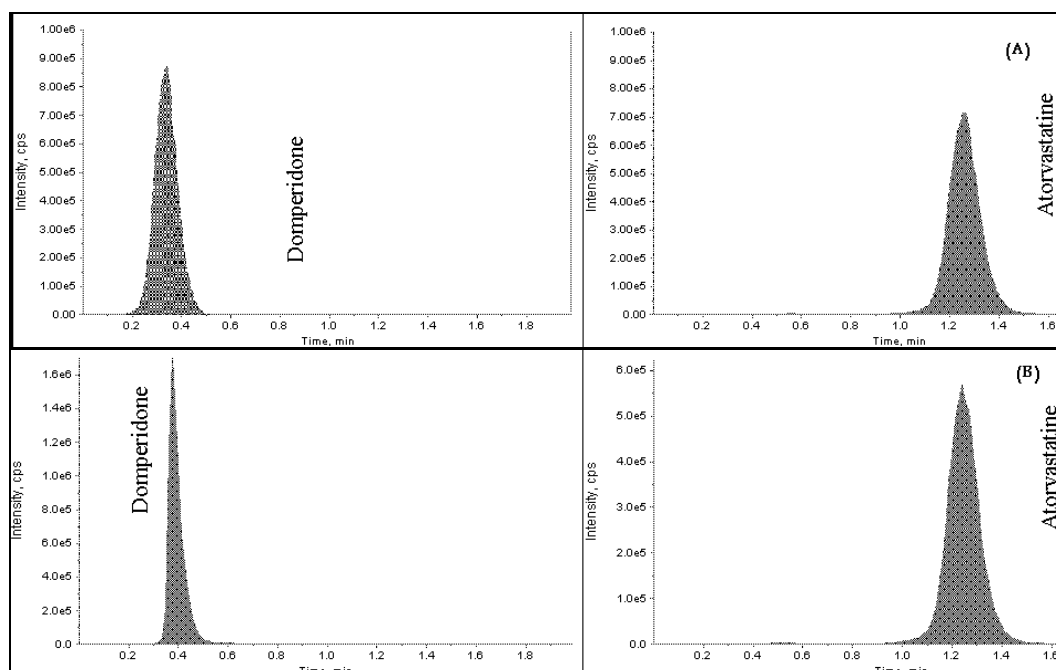 1.0e6
9.00e5
8.00e5
7.00e5
6.00e5
5.00e5
4.00e5
3.00e5
2.00e5
1.00e5
0.00
Intensity, cps
0.2 0.4 0.6 0.8 1.0 1.2 1.4 1.6 1.8
Time, min
Domperidone
1.00e6
9.00e5
8.00e5
7.00e5
6.00e5
5.00e5
4.00e5
3.00e5
2.00e5
1.00e5
0.00
Intensity, cps
0.2 0.4 0.6 0.8 1.0 1.2 1.4 1.6
Time, min
(A)
Atorvastatine
1.6e6
1.4e6
1.2e6
1.0e6
8.0e5
6.0e5
4.0e5
2.0e5
0.0
Intensity, cps
0.2 0.4 0.6 0.8 1.0 1.2 1.4 1.6 1.8
Time, min
Domperidone
6.0e5
5.0e5
4.0e5
3.0e5
2.0e5
1.0e5
0.0
Intensity, cps
0.2 0.4 0.6 0.8 1.0 1.2 1.4 1.6
Time, min
(B)
Atorvastatine